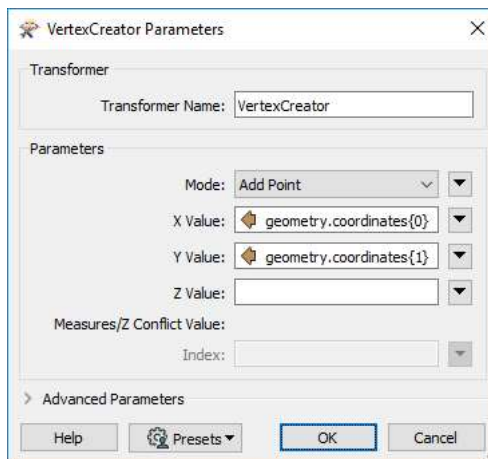 VertexCreator Parameters
Transformer
Transformer Name: VertexCreator
Parameters
Mode: Add Point
X Value: geometry.coordinates{0}
Y Value: geometry.coordinates{1}
Z Value:
Measures/Z Conflict Value:
Index:
Advanced Parameters
Help Presets OK Cancel